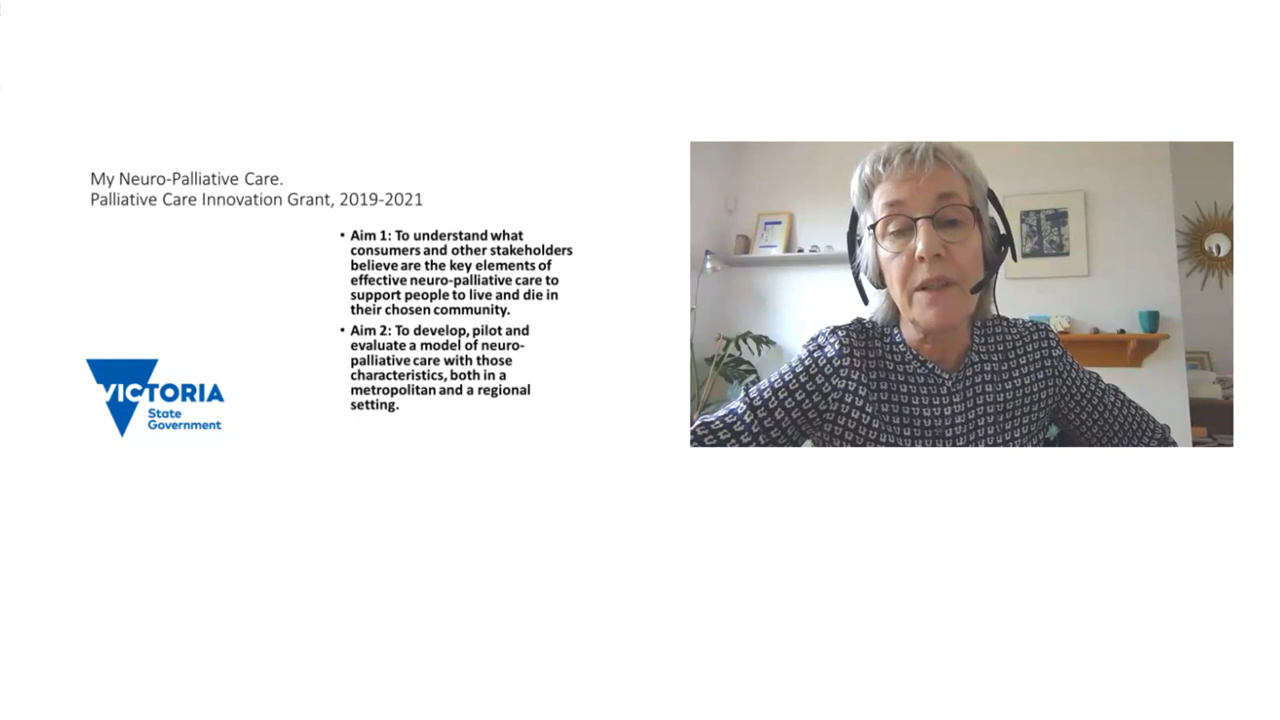 My Neuro-Palliative Care.
Palliative Care Innovation Grant, 2019-2021
• Aim 1: To understand what
consumers and other stakeholders
believe are the key elements of
effective neuro-palliative care to
support people to live and die in
their chosen community.
• Aim 2: To develop, pilot and
evaluate a model of neuro-
palliative care with those
characteristics, both in a
metropolitan and a regional
setting.
VICTORIA
State
Government